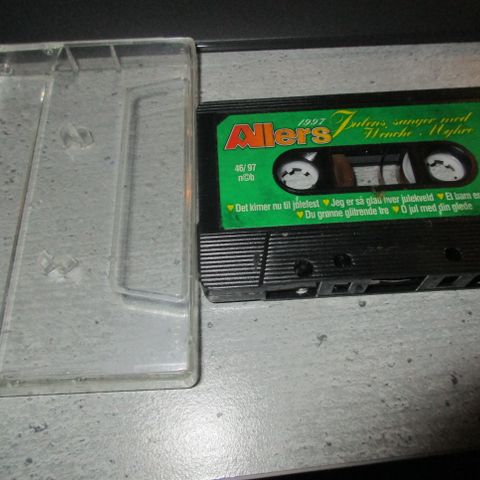 1997 Julens sanger med
Allers Wenche Myhre
46/97
n©b
♥ Det kimer nu til julefest ♥ Jeg er så glad hver julekveld ♥ Et barn er
♥ Du grønne glitrende tre ♥ O jul med din glede